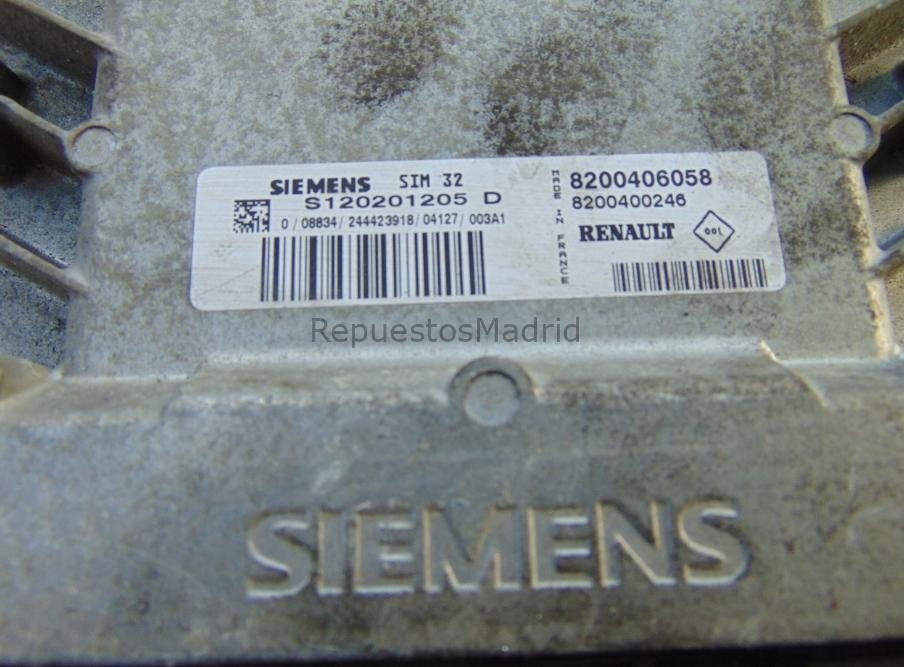 SIEMENS SIM 32
S120201205 D
0 / 08834 / 244423918 / 04127 / 003A1
MADE IN FRANCE
8200406058
8200400246
RENAULT
001
RepuestosMadrid
SIEMENS